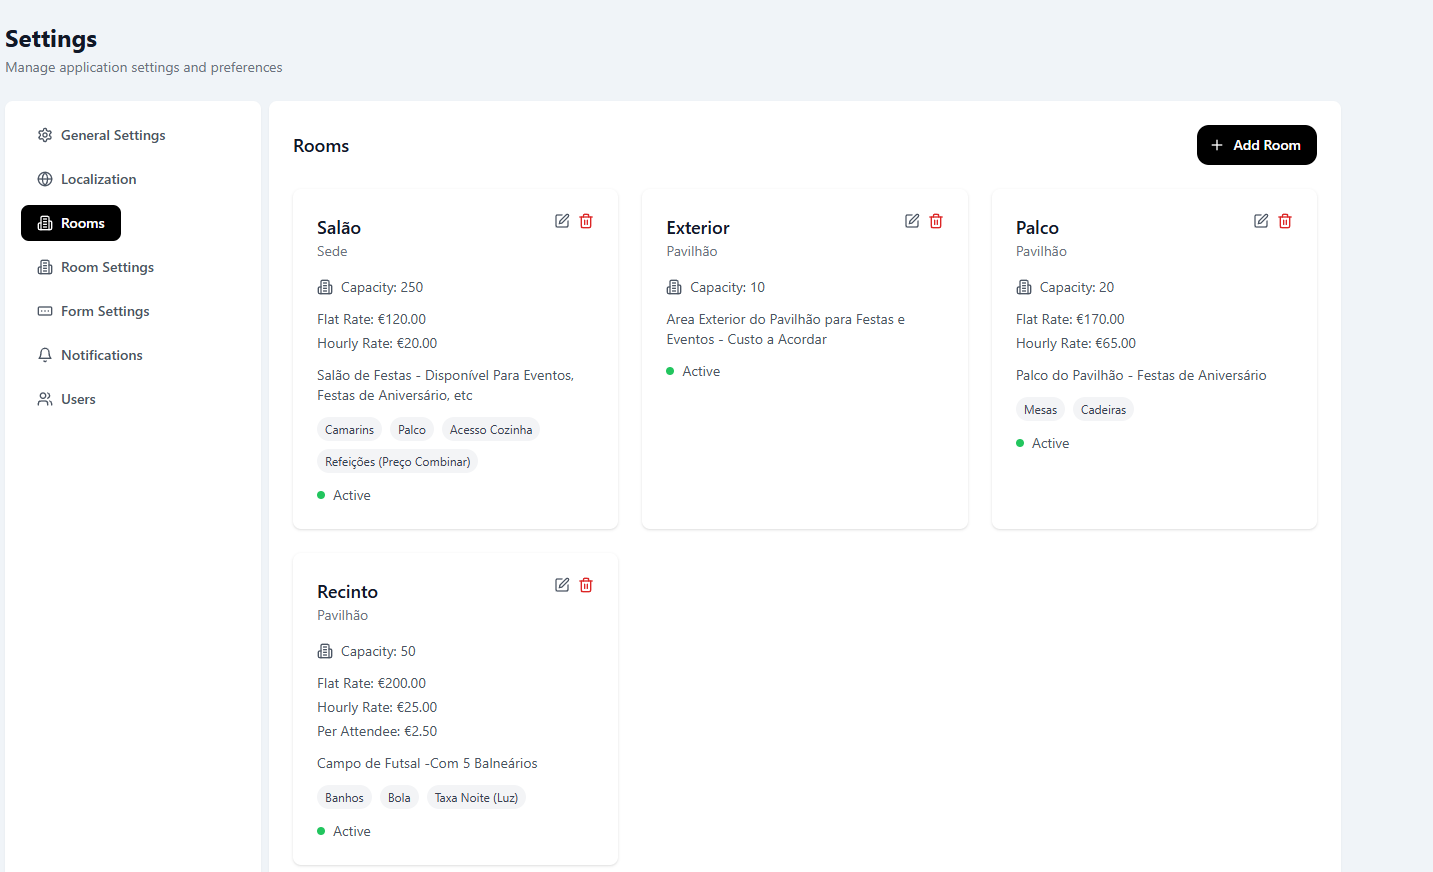 Settings
Manage application settings and preferences
General Settings
Localization
Rooms
Room Settings
Form Settings
Notifications
Users
Rooms
Add Room
Salão
Sede
Capacity: 250
Flat Rate: €120.00
Hourly Rate: €20.00
Salão de Festas - Disponível Para Eventos,
Festas de Aniversário, etc
Camarins
Palco
Acesso Cozinha
Refeições (Preço Combinar)
Active
Exterior
Pavilhão
Capacity: 10
Area Exterior do Pavilhão para Festas e
Eventos - Custo a Acordar
Active
Palco
Pavilhão
Capacity: 20
Flat Rate: €170.00
Hourly Rate: €65.00
Palco do Pavilhão - Festas de Aniversário
Mesas
Cadeiras
Active
Recinto
Pavilhão
Capacity: 50
Flat Rate: €200.00
Hourly Rate: €25.00
Per Attendee: €2.50
Campo de Futsal -Com 5 Balneários
Banhos
Bola
Taxa Noite (Luz)
Active